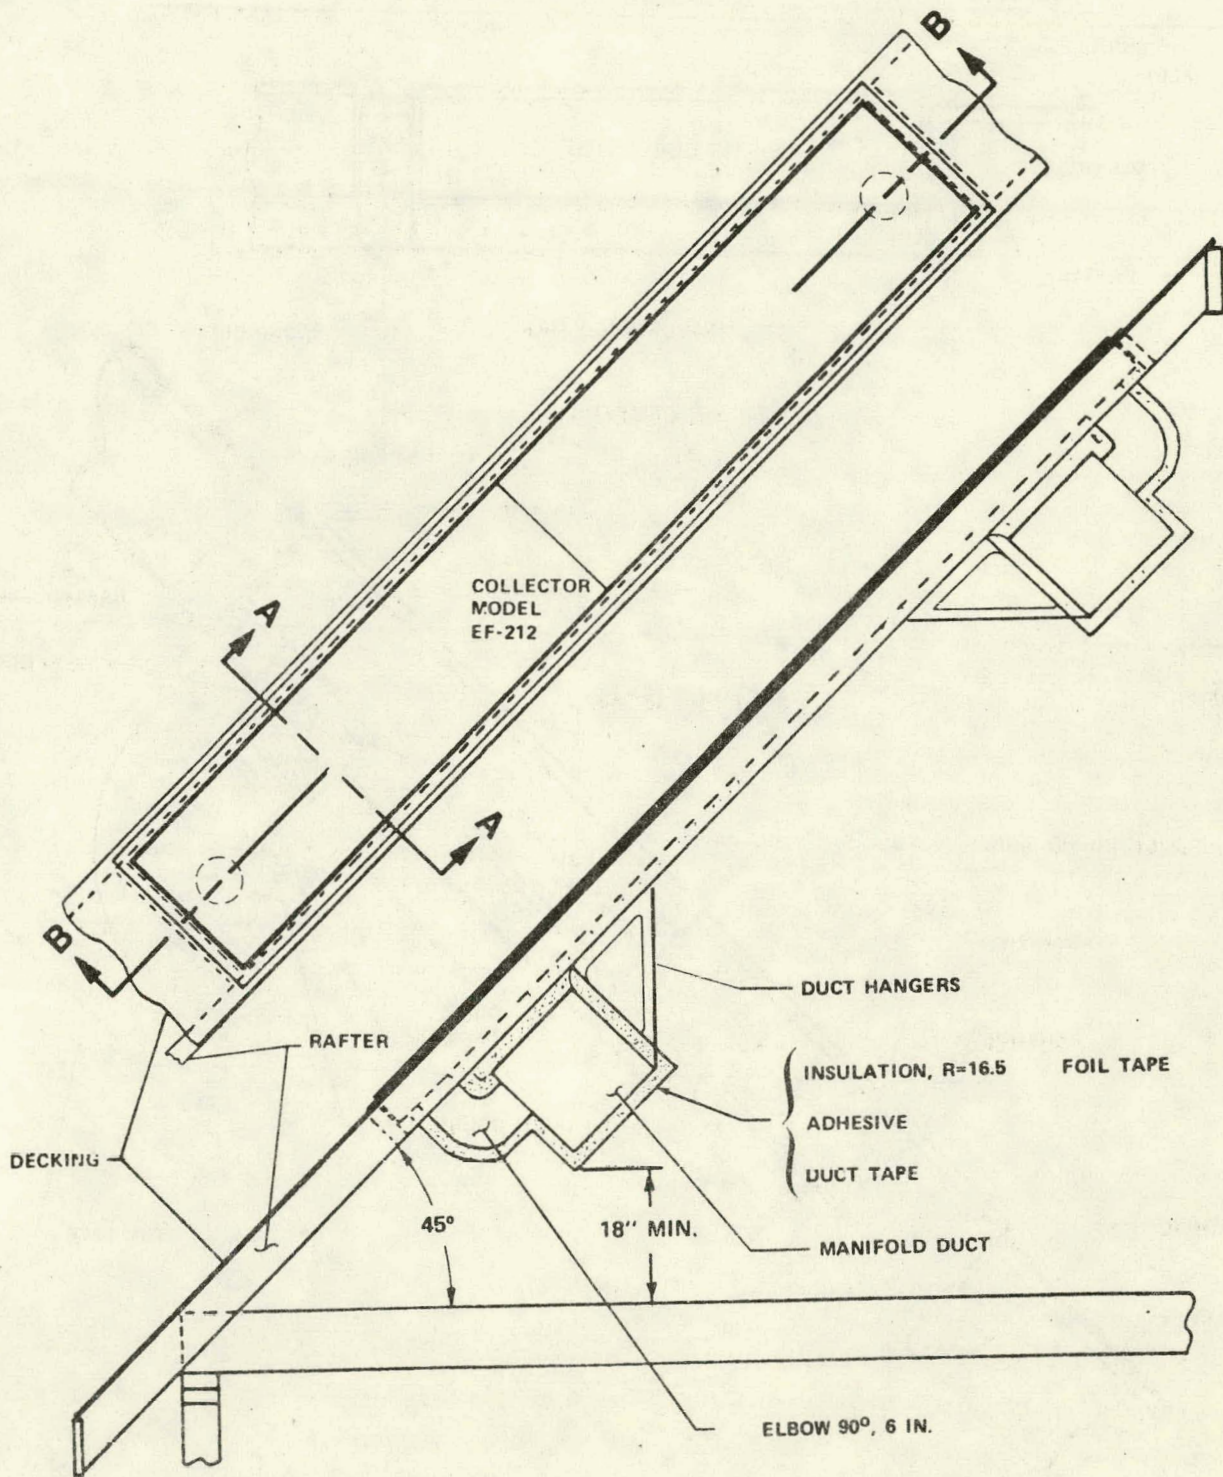 B
COLLECTOR
MODEL
EF-212
A
A
B
DUCT HANGERS
RAFTER
INSULATION, R=16.5 FOIL TAPE
ADHESIVE
DUCT TAPE
DECKING
45°
18" MIN.
MANIFOLD DUCT
ELBOW 90°, 6 IN.